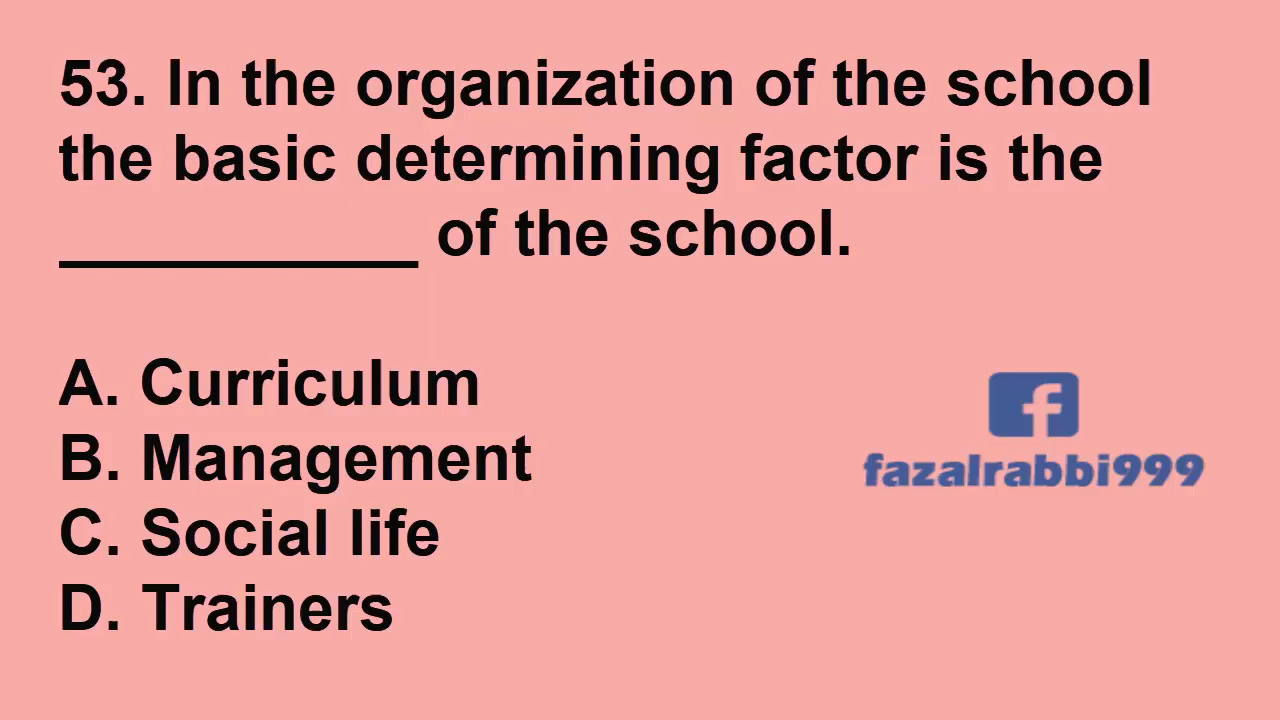 53. In the organization of the school
the basic determining factor is the
___________ of the school.
A. Curriculum
B. Management
C. Social life
D. Trainers
f
fazalrabbi999